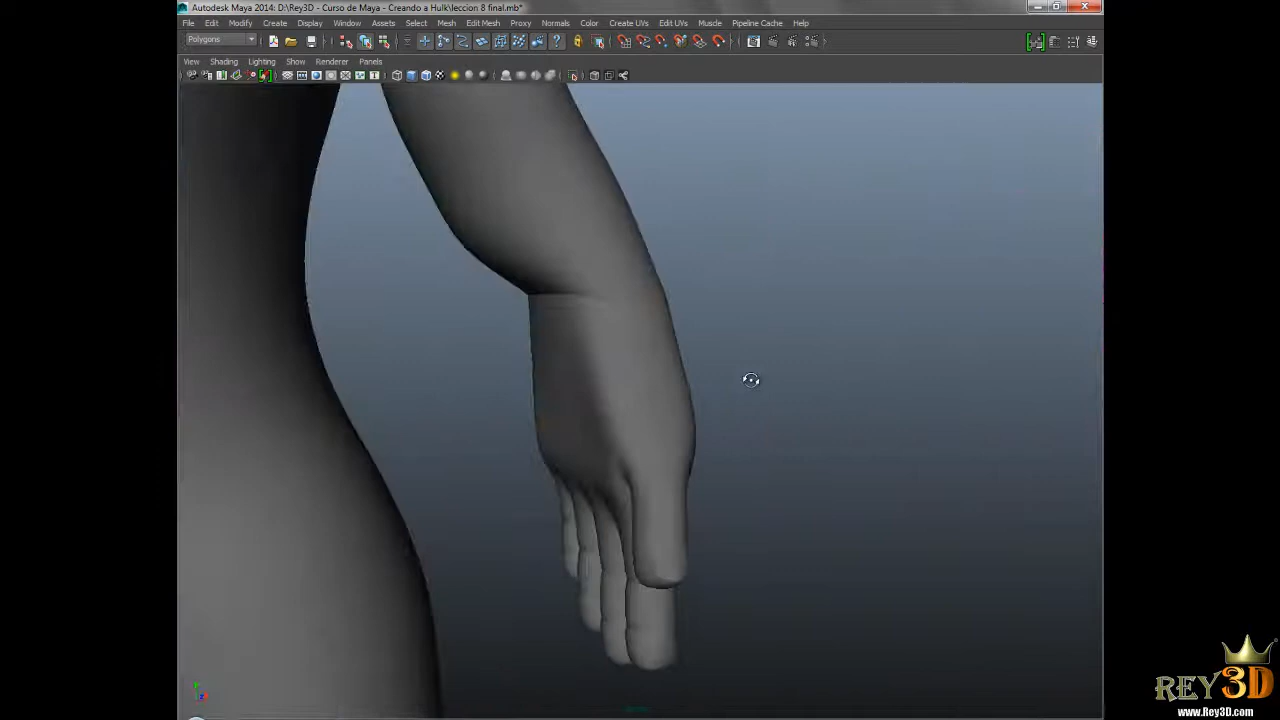 Autodesk Maya 2014: D:\Rey3D - Curso de Maya - Creando a Hulk\leccion 8 final.mb*
File Edit Modify Create Display Window Assets Select Mesh Edit Mesh Proxy Normals Color Create UVs Edit UVs Muscle Pipeline Cache Help
Polygons
View Shading Lighting Show Renderer Panels
REY3D
www.Rey3D.com